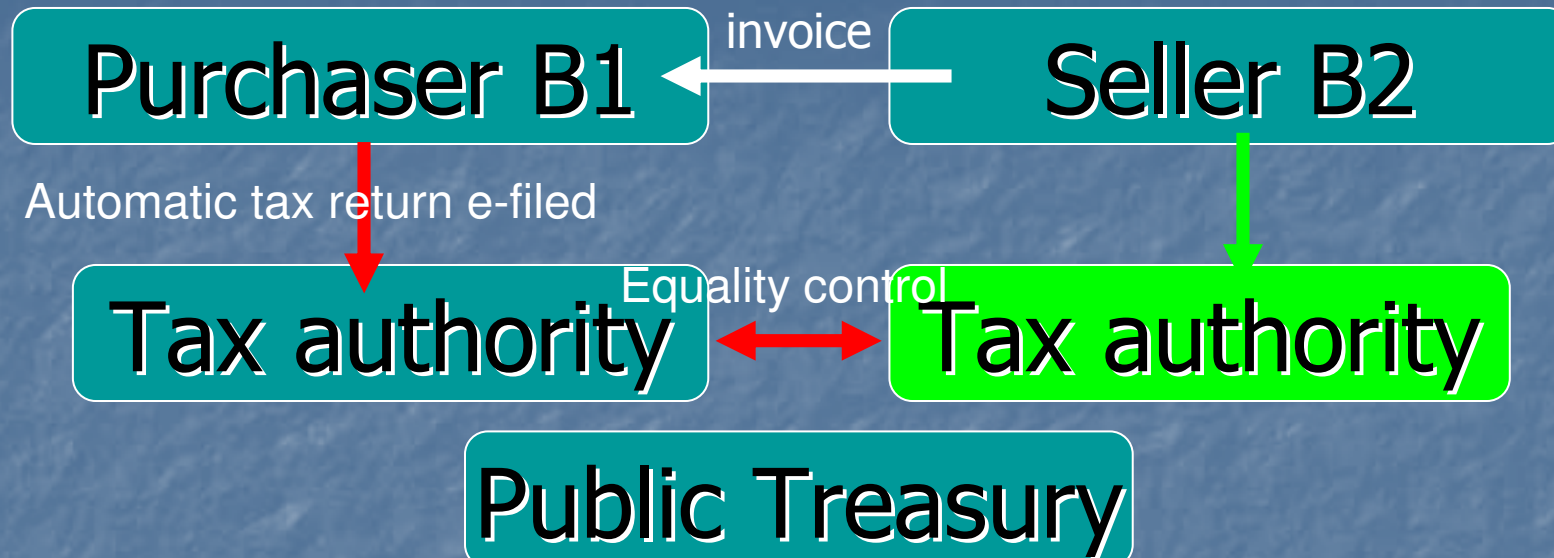 invoice
Purchaser B1
Seller B2
Automatic tax return e-filed
Equality control
Tax authority
Tax authority
Public Treasury